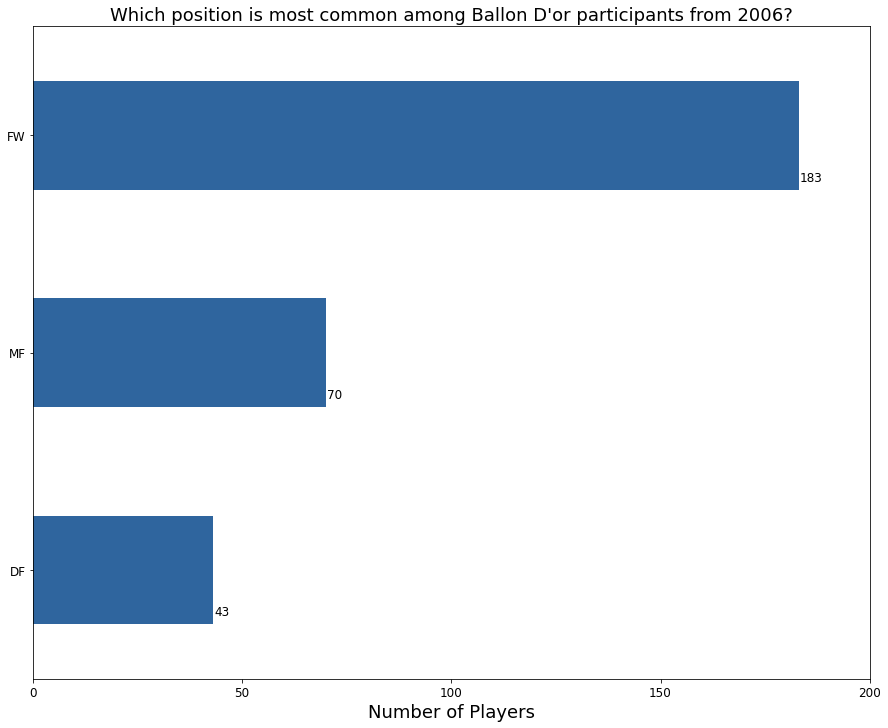 Which position is most common among Ballon D'or participants from 2006?
FW
183
MF
70
DF
43
0 50 100 150 200
Number of Players